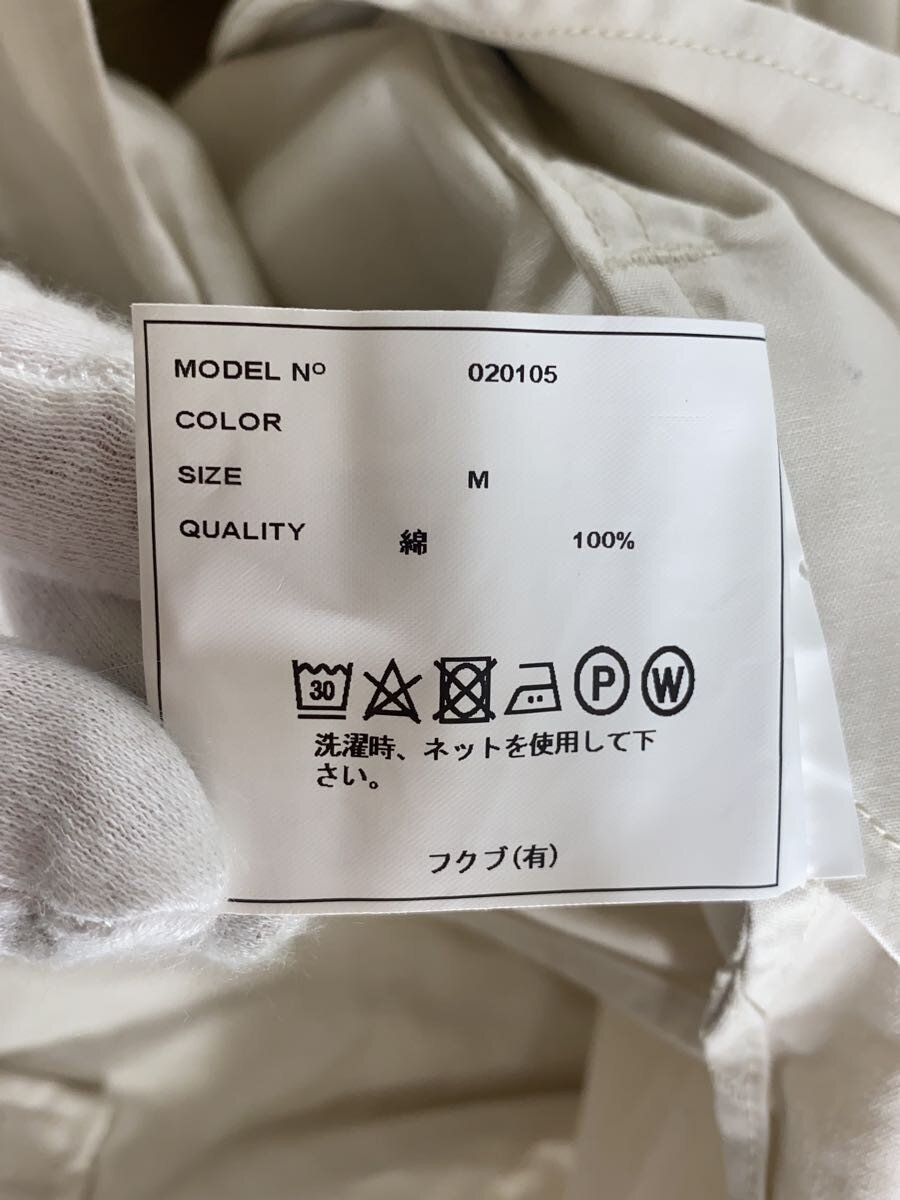 MODEL Nº 020105
COLOR
SIZE M
QUALITY 綿 100%
30 P W
洗濯時、ネットを使用して下
さい。
フクブ(有)